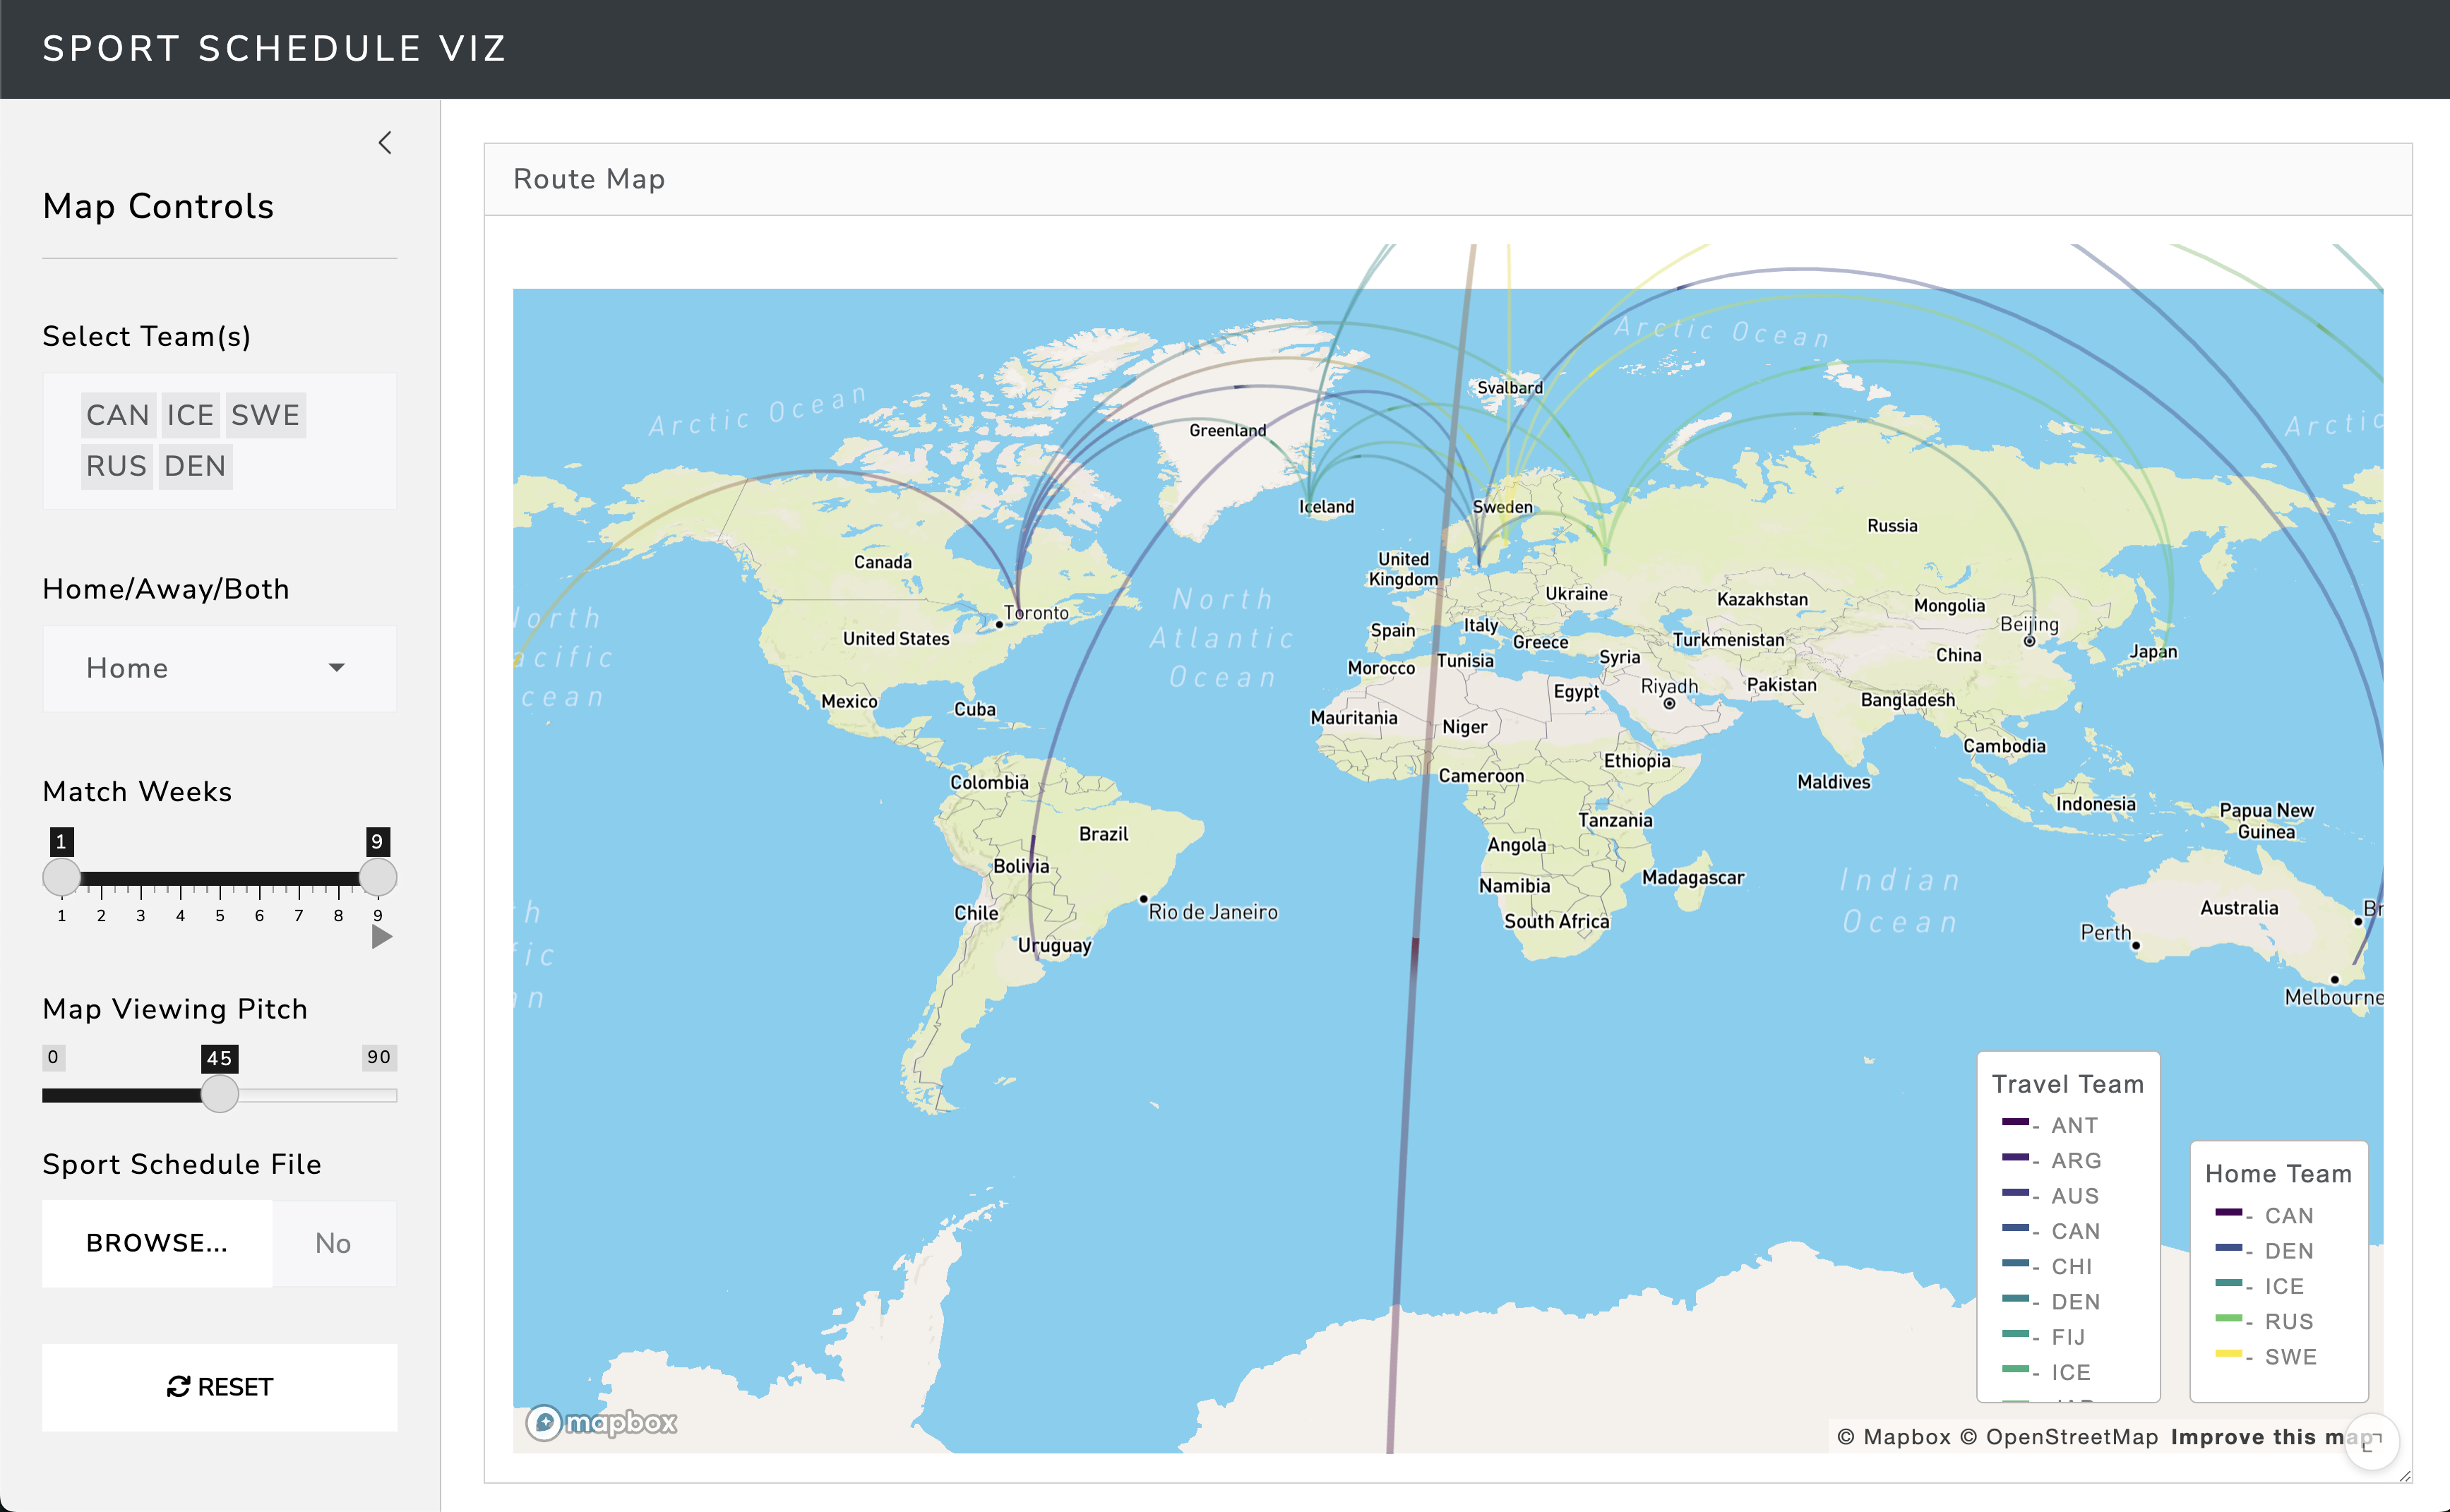 SPORT SCHEDULE VIZ
Map Controls
Select Team(s)
CAN ICE SWE
RUS DEN
Home/Away/Both
Home
Match Weeks
1 9
1 2 3 4 5 6 7 8 9
Map Viewing Pitch
0 45 90
Sport Schedule File
BROWSE... No
RESET
Route Map
Arctic Ocean
Arctic Ocean
Arctic
Svalbard
Greenland
Iceland
Sweden
Russia
Canada
United
Kingdom
Ukraine
Kazakhstan
Mongolia
North
Atlantic
Ocean
Toronto
United States
Spain
Italy
Greece
Turkmenistan
Beijing
China
Japan
Morocco
Tunisia
Syria
Mexico
Cuba
Egypt
Riyadh
Pakistan
Bangladesh
Mauritania
Niger
Cambodia
Colombia
Cameroon
Ethiopia
Maldives
Indonesia
Papua New
Guinea
Brazil
Tanzania
Angola
Bolivia
Namibia
Madagascar
Indian
Ocean
Chile
Rio de Janeiro
South Africa
Australia
Br
Perth
Uruguay
Melbourne
orth
acific
cean
h
fic
an
Travel Team
- ANT
- ARG
- AUS
- CAN
- CHI
- DEN
- FIJ
- ICE
Home Team
- CAN
- DEN
- ICE
- RUS
- SWE
mapbox
© Mapbox © OpenStreetMap Improve this map